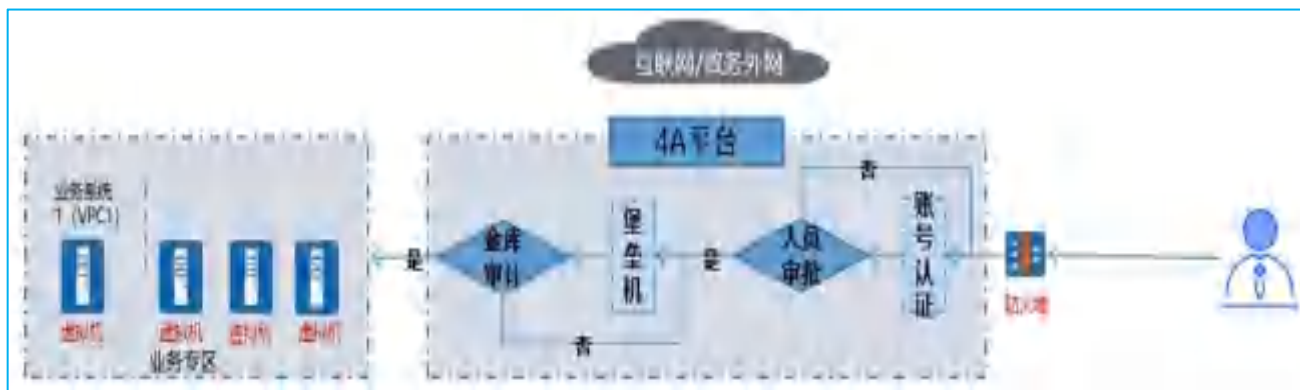 互联网/政务外网
4A平台
否
业务系统
1（VPC1）
堡垒机
账号认证
金库
审计
人员
审批
是
是
防火墙
虚拟机
虚拟机
虚拟机
虚拟机
否
业务专区